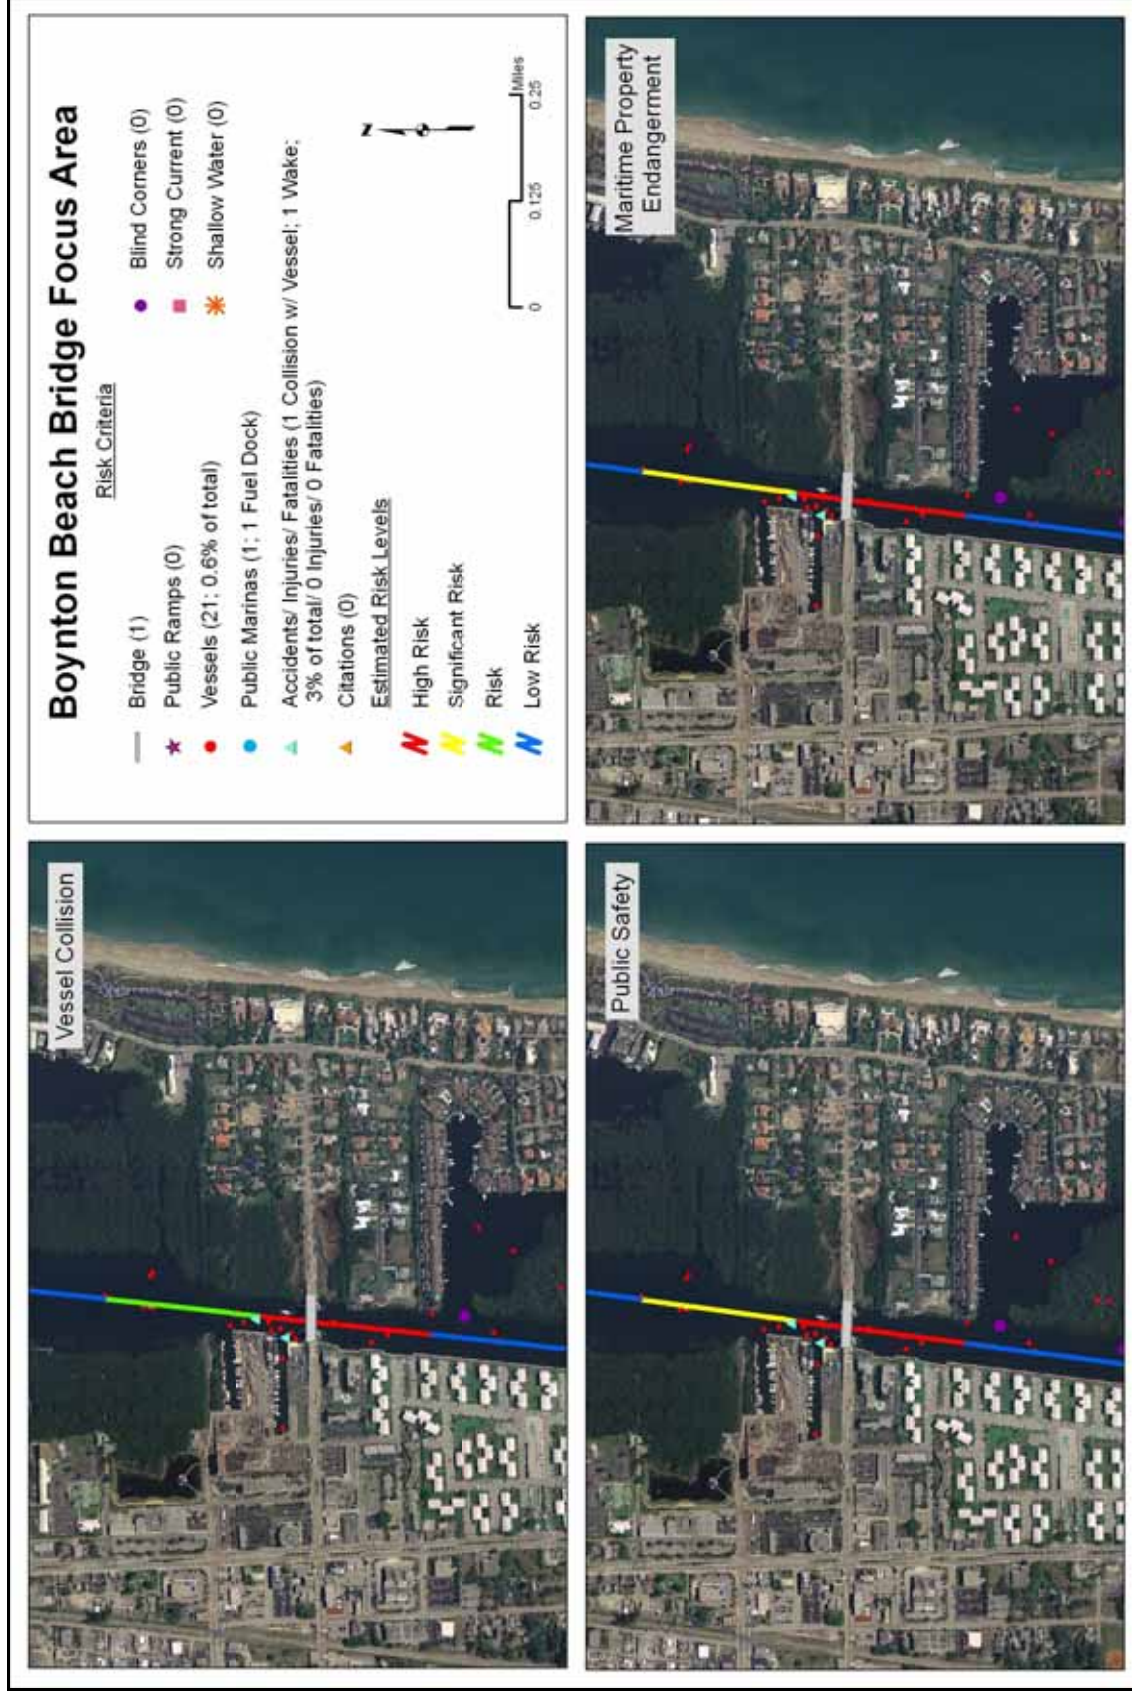 Boynton Beach Bridge Focus Area
Risk Criteria
Bridge (1)
Public Ramps (0)
Vessels (21; 0.6% of total)
Public Marinas (1; 1 Fuel Dock)
Accidents/ Injuries/ Fatalities (1 Collision w/ Vessel; 1 Wake;
3% of total/ 0 Injuries/ 0 Fatalities)
Citations (0)
Blind Corners (0)
Strong Current (0)
Shallow Water (0)
Estimated Risk Levels
High Risk
Significant Risk
Risk
Low Risk
N
0 0.125 0.25
Miles
Vessel Collision
Public Safety
Maritime Property
Endangerment